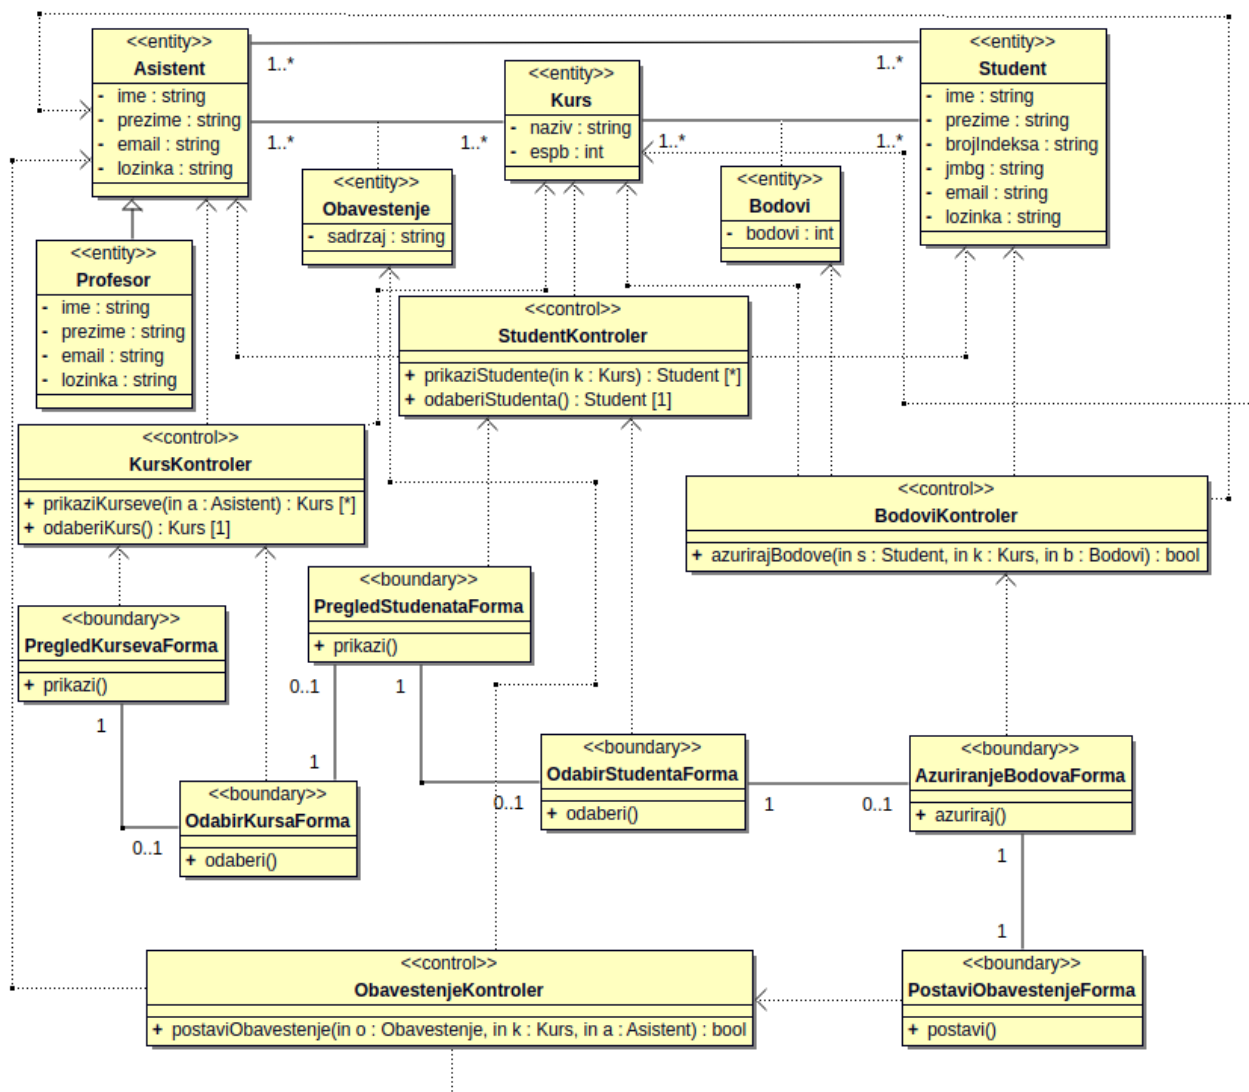 <<entity>>
Asistent
- ime : string
- prezime : string
- email : string
- lozinka : string
1..*
1..*
<<entity>>
Student
- ime : string
- prezime : string
- brojIndeksa : string
- jmbg : string
- email : string
- lozinka : string
<<entity>>
Kurs
- naziv : string
- espb : int
1..*
1..*
1..*
1..*
<<entity>>
Obavestenje
- sadrzaj : string
<<entity>>
Bodovi
- bodovi : int
<<entity>>
Profesor
- ime : string
- prezime : string
- email : string
- lozinka : string
<<control>>
StudentKontroler
+ prikaziStudente(in k : Kurs) : Student [*]
+ odaberiStudenta() : Student [1]
<<control>>
KursKontroler
+ prikaziKurseve(in a : Asistent) : Kurs [*]
+ odaberiKurs() : Kurs [1]
<<control>>
BodoviKontroler
+ azurirajBodove(in s : Student, in k : Kurs, in b : Bodovi) : bool
<<boundary>>
PregledStudenataForma
+ prikazi()
<<boundary>>
PregledKursevaForma
+ prikazi()
0..1
1
1
1
0..1
<<boundary>>
OdabirKursaForma
+ odaberi()
<<boundary>>
OdabirStudentaForma
+ odaberi()
0..1
1
0..1
<<boundary>>
AzuriranjeBodovaForma
+ azuriraj()
1
1
<<control>>
ObavestenjeKontroler
+ postaviObavestenje(in o : Obavestenje, in k : Kurs, in a : Asistent) : bool
<<boundary>>
PostaviObavestenjeForma
+ postavi()